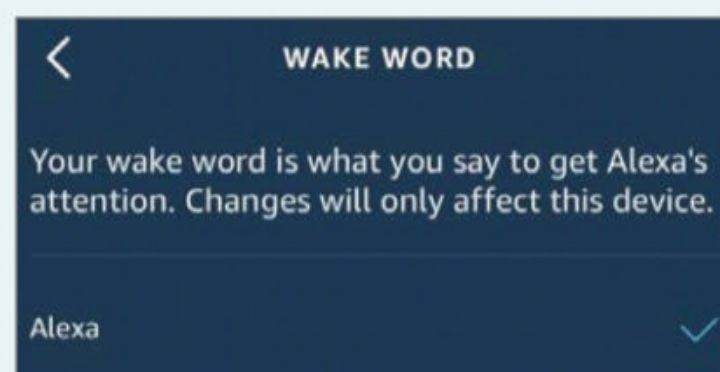 WAKE WORD
Your wake word is what you say to get Alexa's
attention. Changes will only affect this device.
Alexa